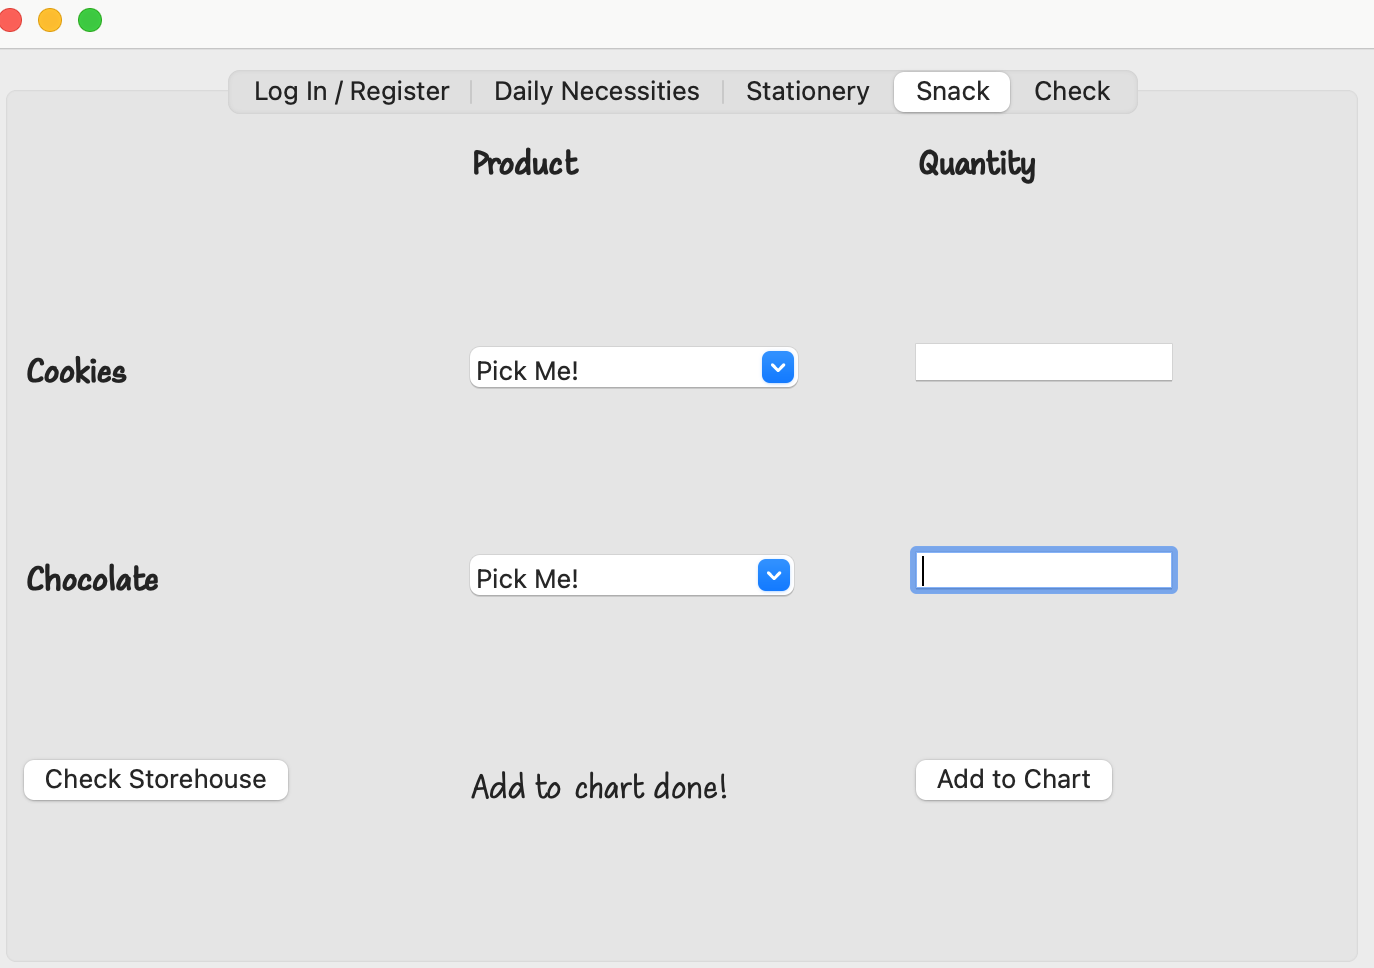 Log In / Register Daily Necessities Stationery Snack Check
Product Quantity
Cookies Pick Me!
Chocolate Pick Me!
Check Storehouse Add to chart done! Add to Chart